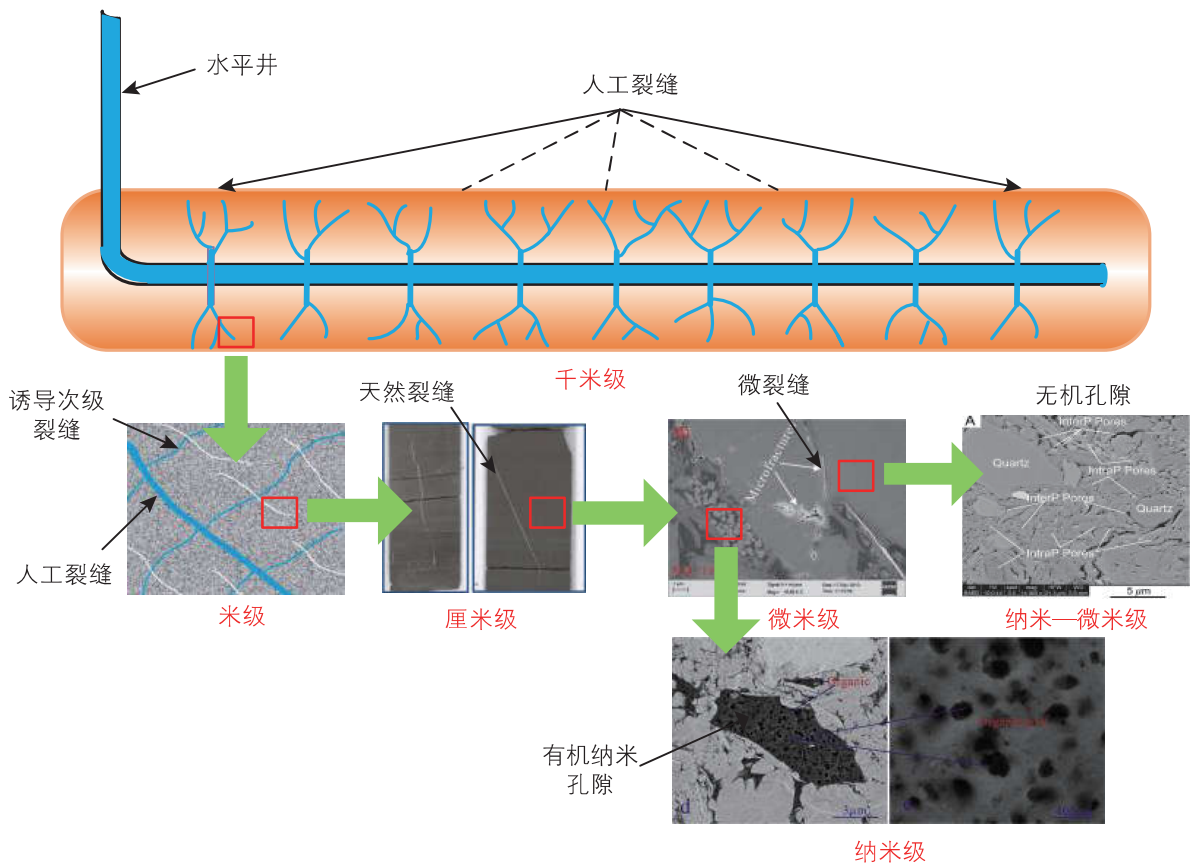 水平井
人工裂缝
千米级
诱导次级
裂缝
人工裂缝
米级
天然裂缝
厘米级
微裂缝
Microfracture
微米级
无机孔隙
A
InterP Pores
Quartz
IntraP Pores
InterP Pores
Quartz
IntraP Pores
5 μm
纳米—微米级
有机纳米
孔隙
Organic
d
3μm
纳米级